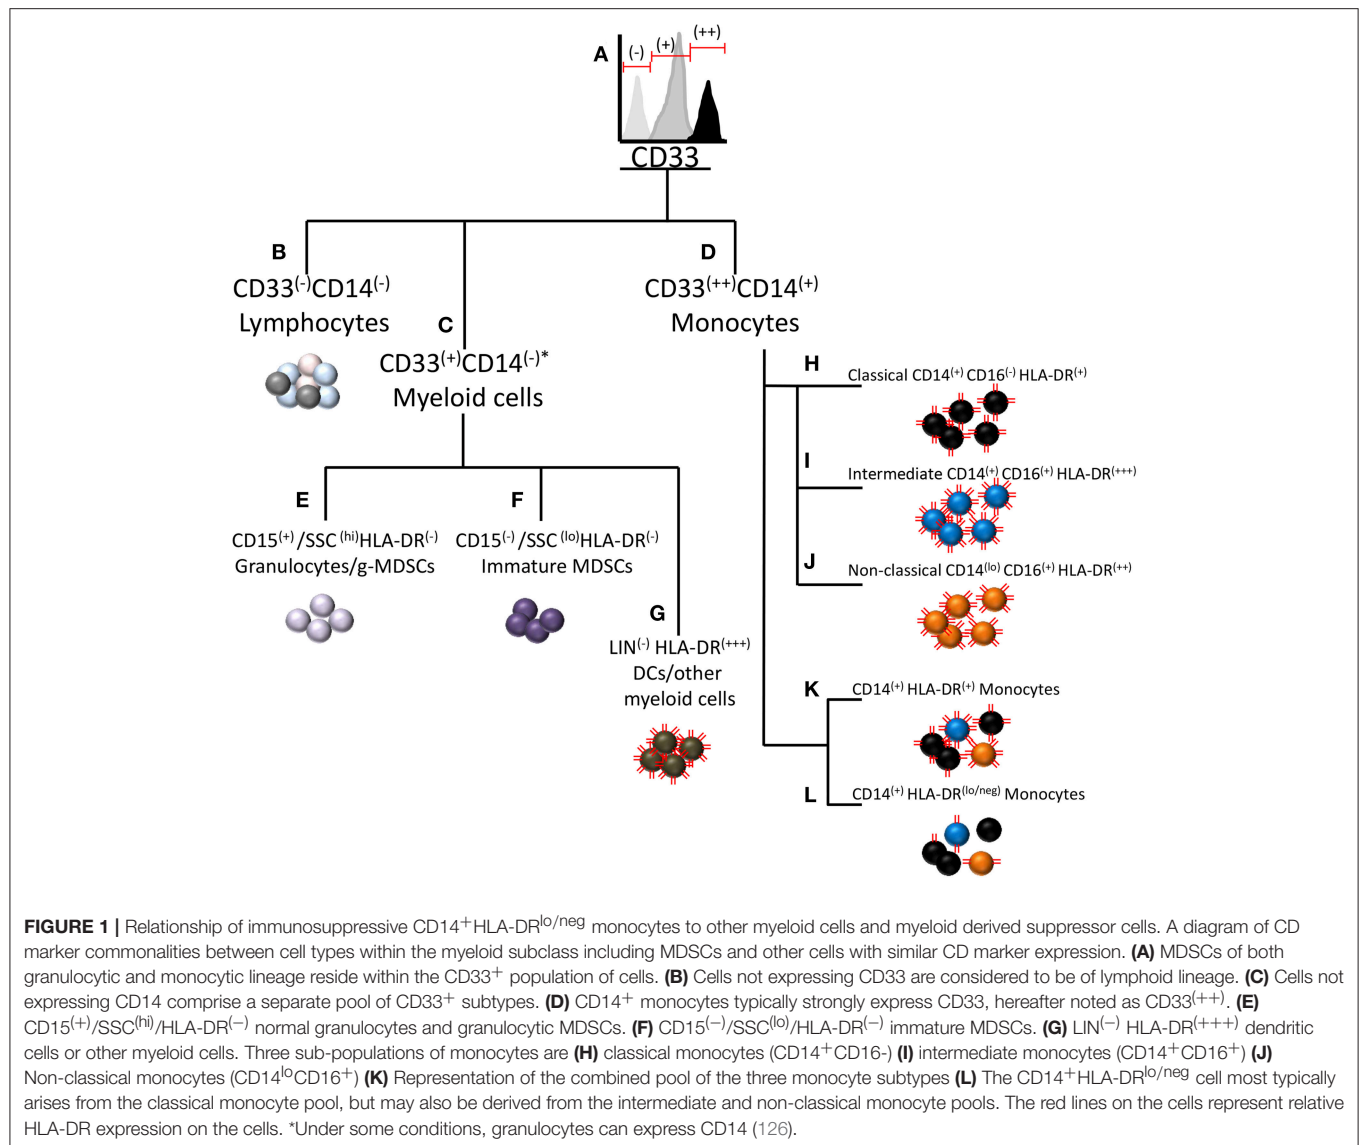 A
(-)
(+)
(++)
CD33
B
CD33(-)CD14(-)
Lymphocytes
C
CD33(+)CD14(-)*
Myeloid cells
D
CD33(++)CD14(+)
Monocytes
E
CD15(+)/SSC (hi)HLA-DR(-)
Granulocytes/g-MDSCs
F
CD15(-)/SSC (lo)HLA-DR(-)
Immature MDSCs
G
LIN(-) HLA-DR(+++)
DCs/other
myeloid cells
H
Classical CD14(+) CD16(-) HLA-DR(+)
I
Intermediate CD14(+) CD16(+) HLA-DR(+++)
J
Non-classical CD14(lo) CD16(+) HLA-DR(++)
K
CD14(+) HLA-DR(+) Monocytes
L
CD14(+) HLA-DR(lo/neg) Monocytes
FIGURE 1 | Relationship of immunosuppressive CD14+HLA-DRlo/neg monocytes to other myeloid cells and myeloid derived suppressor cells. A diagram of CD
marker commonalities between cell types within the myeloid subclass including MDSCs and other cells with similar CD marker expression. (A) MDSCs of both
granulocytic and monocytic lineage reside within the CD33+ population of cells. (B) Cells not expressing CD33 are considered to be of lymphoid lineage. (C) Cells not
expressing CD14 comprise a separate pool of CD33+ subtypes. (D) CD14+ monocytes typically strongly express CD33, hereafter noted as CD33(++). (E)
CD15(+)/SSC(hi)/HLA-DR(−) normal granulocytes and granulocytic MDSCs. (F) CD15(−)/SSC(lo)/HLA-DR(−) immature MDSCs. (G) LIN(−) HLA-DR(+++) dendritic
cells or other myeloid cells. Three sub-populations of monocytes are (H) classical monocytes (CD14+CD16-) (I) intermediate monocytes (CD14+CD16+) (J)
Non-classical monocytes (CD14loCD16+) (K) Representation of the combined pool of the three monocyte subtypes (L) The CD14+HLA-DRlo/neg cell most typically
arises from the classical monocyte pool, but may also be derived from the intermediate and non-classical monocyte pools. The red lines on the cells represent relative
HLA-DR expression on the cells. *Under some conditions, granulocytes can express CD14 (126).